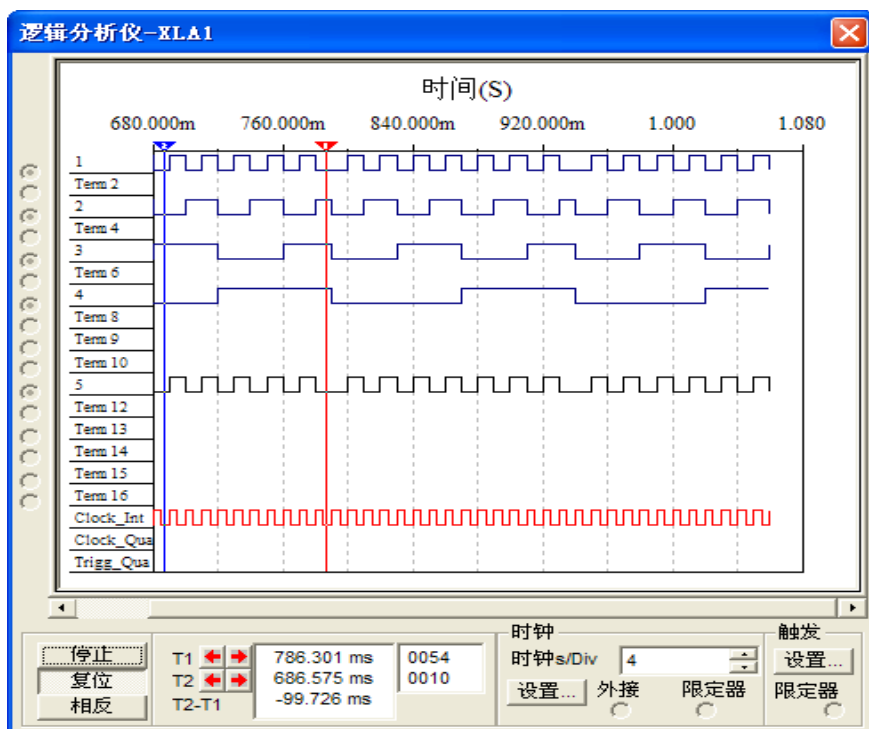 逻辑分析仪-XLA1
时间(S)
680.000m 760.000m 840.000m 920.000m 1.000 1.080
2 1
1
Term 2
2
Term 4
3
Term 6
4
Term 8
Term 9
Term 10
5
Term 12
Term 13
Term 14
Term 15
Term 16
Clock_Int
Clock_Qua
Trigg_Qua
停止
复位
相反
T1 786.301 ms 0054
T2 686.575 ms 0010
T2-T1 -99.726 ms
时钟
时钟s/Div 4
设置... 外接 限定器
触发
设置...
限定器